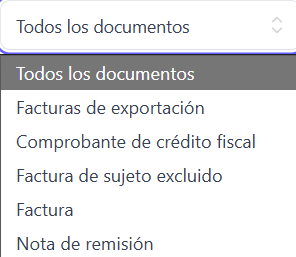 Todos los documentos
Todos los documentos
Facturas de exportación
Comprobante de crédito fiscal
Factura de sujeto excluido
Factura
Nota de remisión